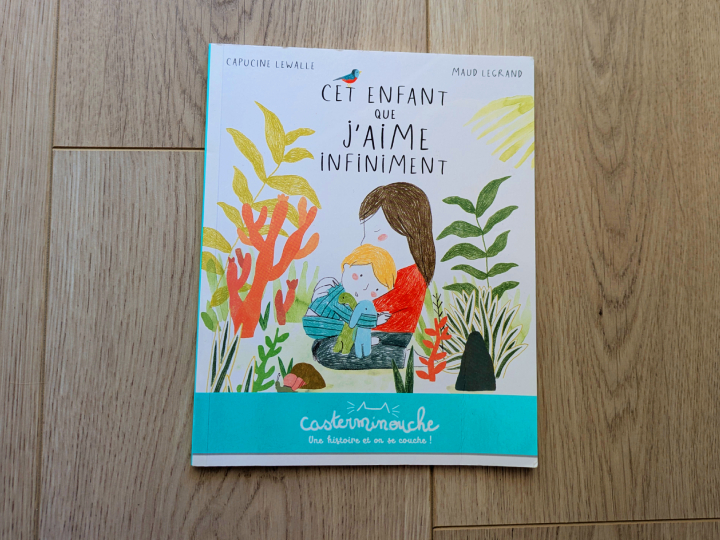 CAPUCINE LEWALLE
MAUD LEGRAND
CET ENFANT
QUE
J'AIME
INFINIMENT
casterminouche
Une histoire et on se couche !